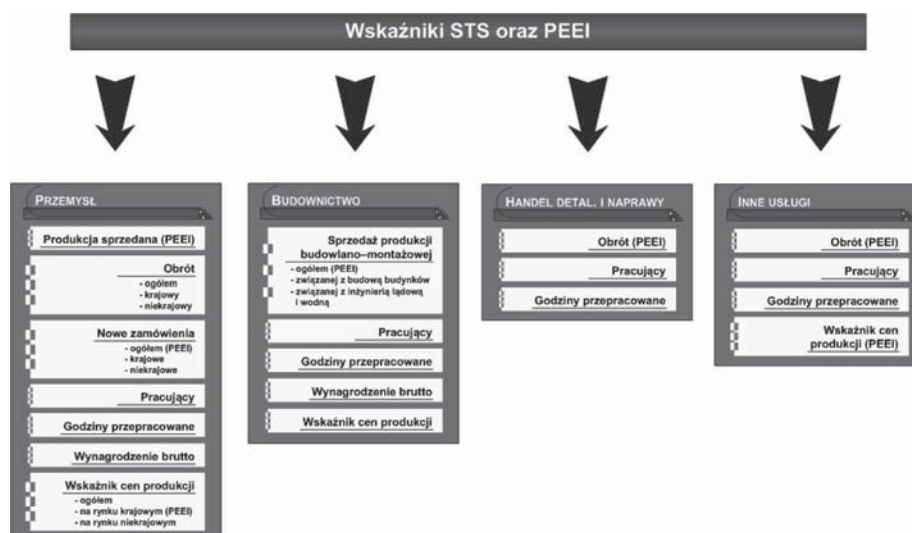 Wskaźniki STS oraz PEEI
PRZEMYSŁ
Produkcja sprzedana (PEEI)
Obrót
- ogółem
- krajowy
- niekrajowy
Nowe zamówienia
- ogółem (PEEI)
- krajowe
- niekrajowe
Pracujący
Godziny przepracowane
Wynagrodzenie brutto
Wskaźnik cen produkcji
- ogółem
- na rynku krajowym (PEEI)
- na rynku niekrajowym
BUDOWNICTWO
Sprzedaż produkcji
budowlano–montażowej
- ogółem (PEEI)
- związanej z budową budynków
- związanej z inżynierią lądową
i wodną
Pracujący
Godziny przepracowane
Wynagrodzenie brutto
Wskaźnik cen produkcji
HANDEL DETAL. I NAPRAWY
Obrót (PEEI)
Pracujący
Godziny przepracowane
INNE USŁUGI
Obrót (PEEI)
Pracujący
Godziny przepracowane
Wskaźnik cen
produkcji (PEEI)